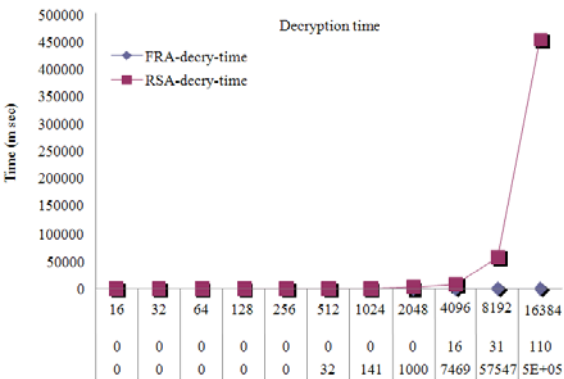 Decryption time
500000
450000
400000
350000
300000
250000
200000
150000
100000
50000
0
Time (m sec)
FRA-decry-time
RSA-decry-time
16 32 64 128 256 512 1024 2048 4096 8192 16384
0 0 0 0 0 0 0 0 16 31 110
0 0 0 0 0 32 141 1000 7469 57547 5E+05